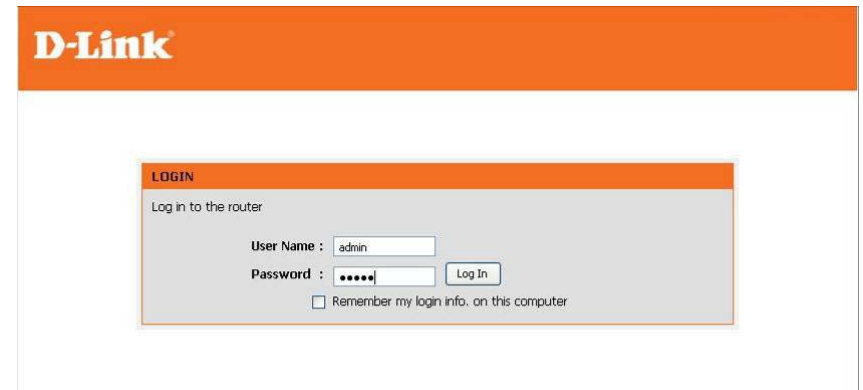 D-Link
LOGIN
Log in to the router
User Name : admin
Password : ●●●●● Log In
Remember my login info. on this computer